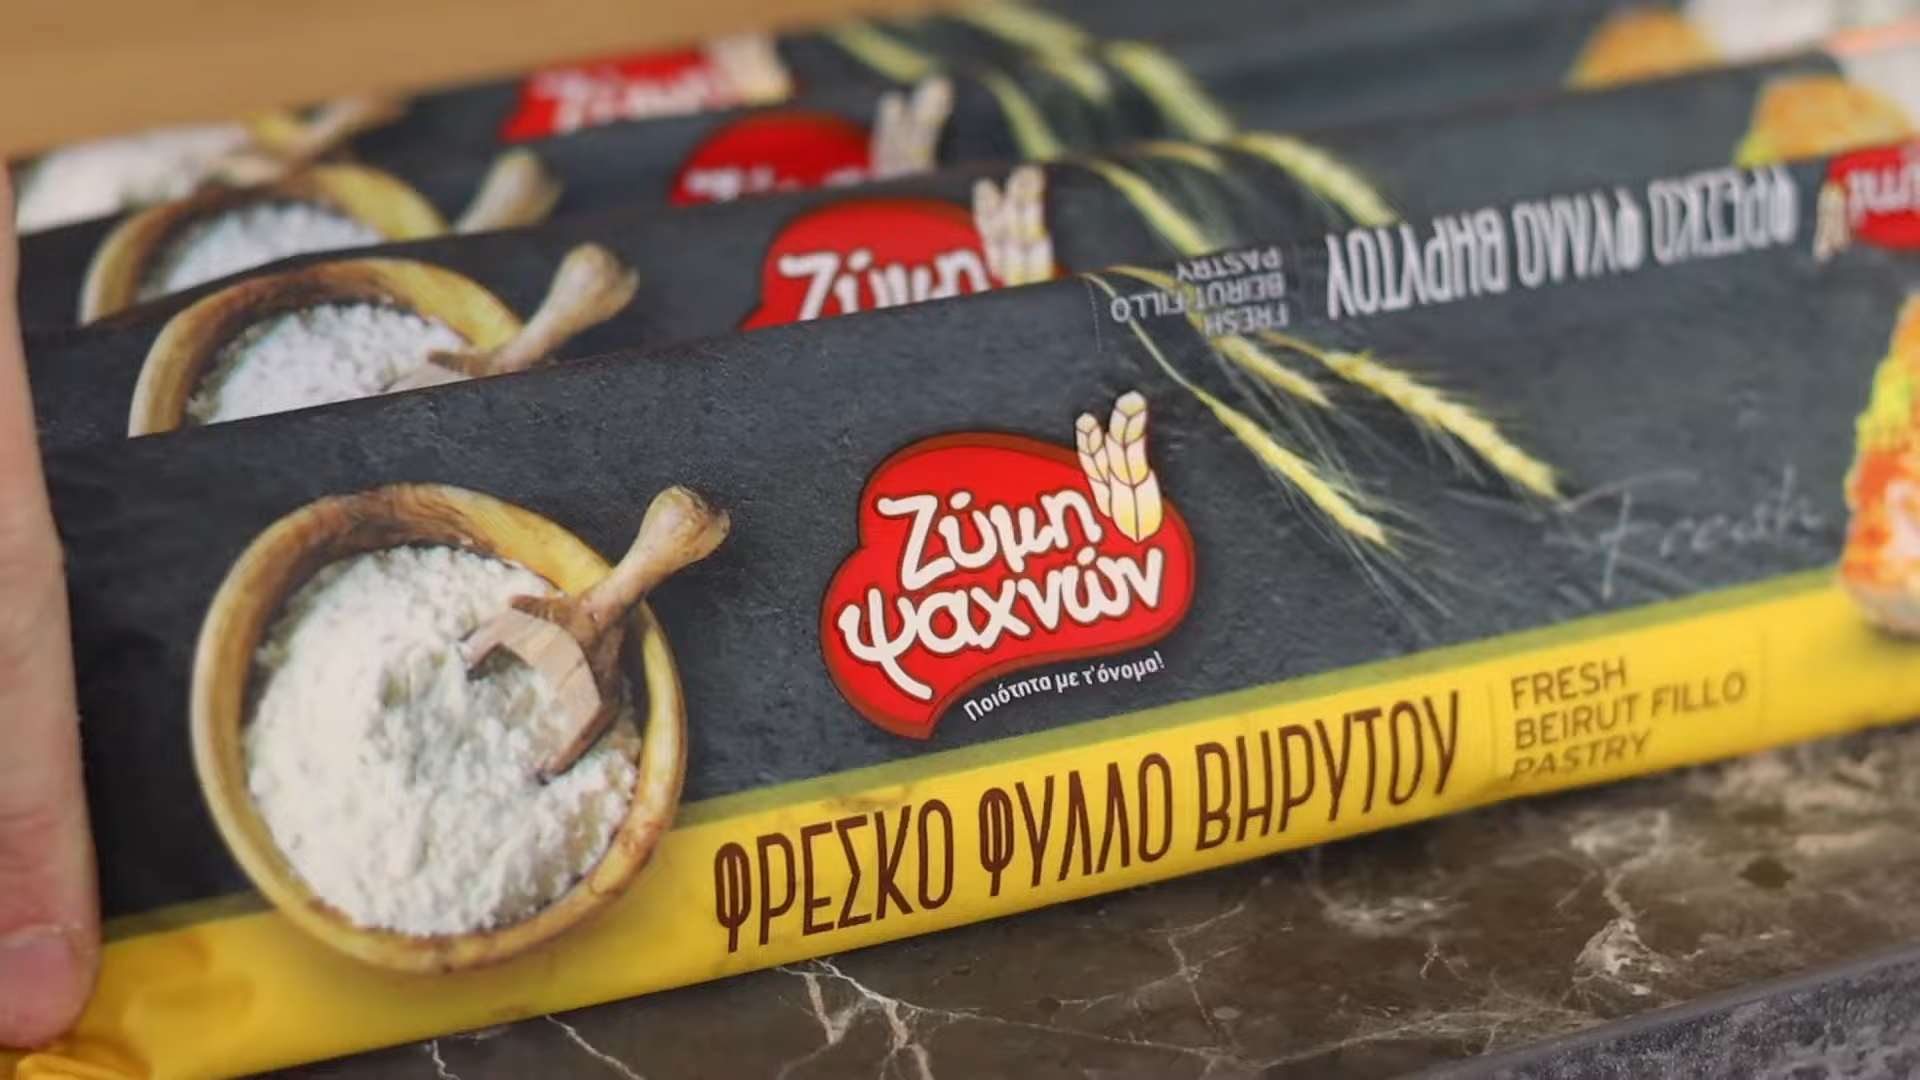 Ζύμη
Ζύμη
ψαχνών
Ποιότητα με τ'όνομα!
ΦΡΕΣΚΟ ΦΥΛΛΟ ΒΗΡΥΤΟΥ
FRESH
BEIRUT FILLO
PASTRY
Fresh
ΦΡΕΣΚΟ ΦΥΛΛΟ ΒΗΡΥΤΟΥ
FRESH
BEIRUT FILLO
PASTRY